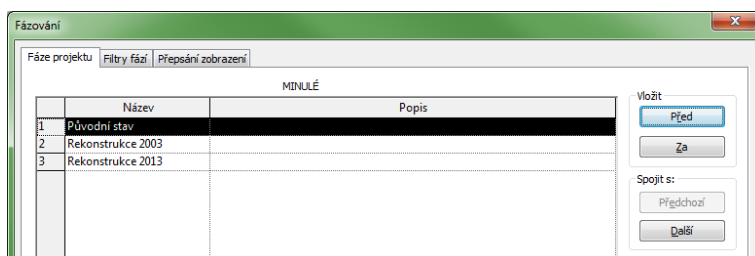 Fázování
Fáze projektu Filtry fází Přepsání zobrazení
MINULÉ
Název Popis
1 Původní stav
2 Rekonstrukce 2003
3 Rekonstrukce 2013
Vložit
Před
Za
Spojit s:
Předchozí
Další